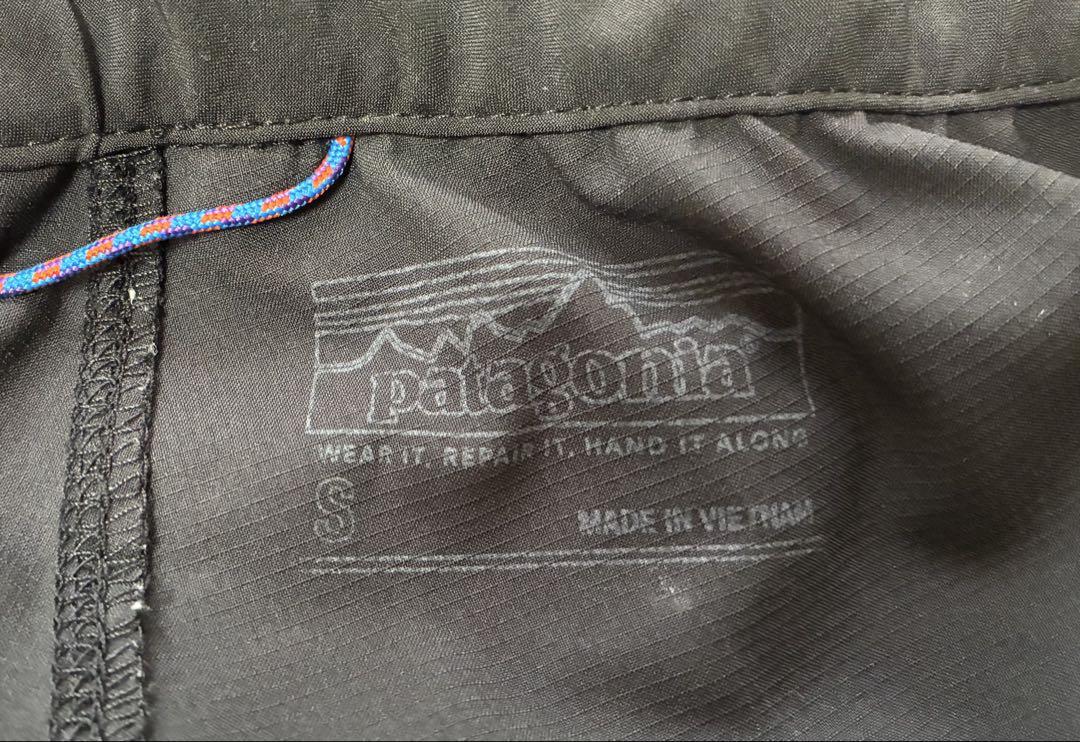 patagonia®
WEAR IT, REPAIR IT, HAND IT ALONG
S
MADE IN VIETNAM